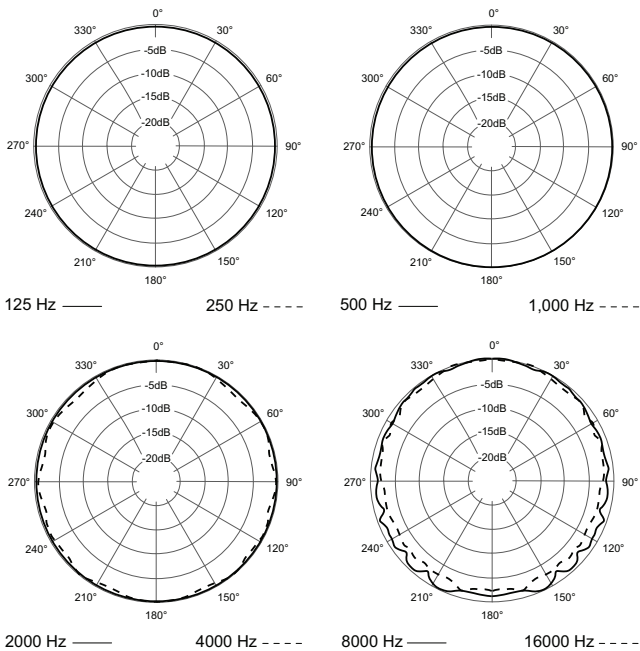 0°
0°
330°
30°
330°
30°
-5dB
-5dB
300°
-10dB
60°
300°
-10dB
60°
-15dB
-15dB
-20dB
-20dB
270°
90°
270°
90°
240°
120°
240°
120°
210°
150°
210°
150°
180°
180°
125 Hz
250 Hz
500 Hz
1,000 Hz
0°
0°
330°
30°
330°
30°
-5dB
-5dB
300°
-10dB
60°
300°
-10dB
60°
-15dB
-15dB
-20dB
-20dB
270°
90°
270°
90°
240°
120°
240°
120°
210°
150°
210°
150°
180°
180°
2000 Hz
4000 Hz
8000 Hz
16000 Hz